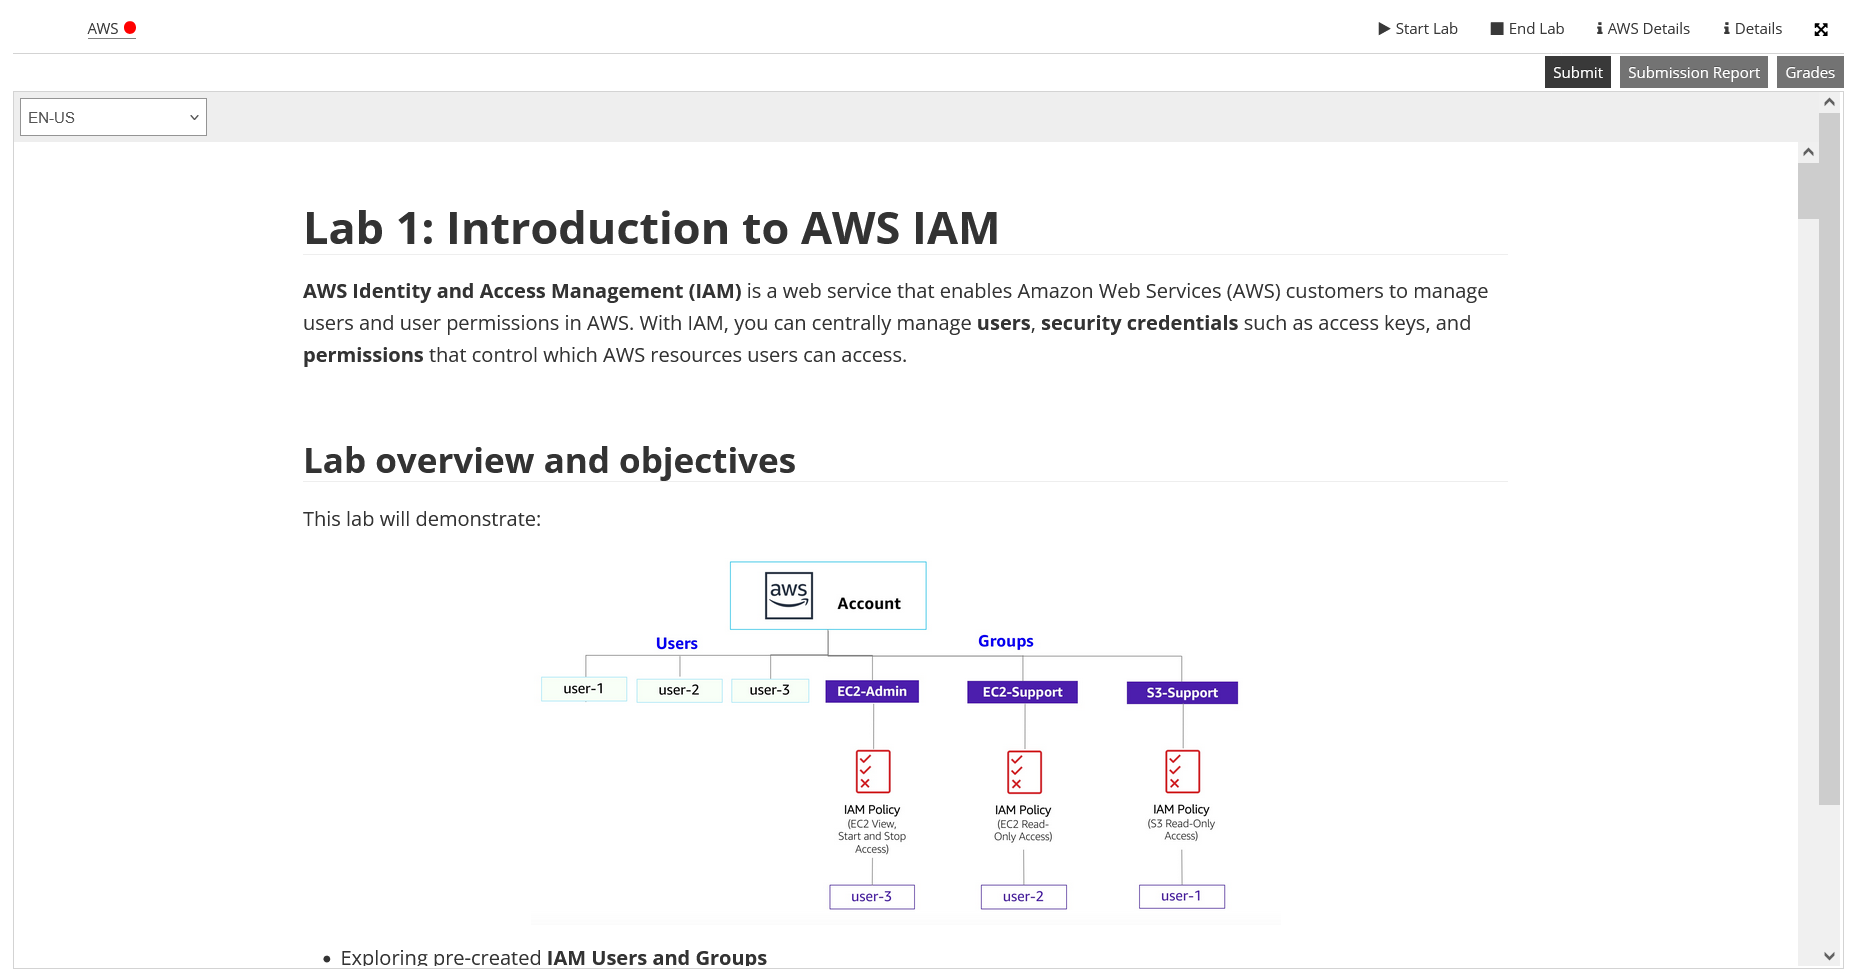 AWS
Start Lab
End Lab
AWS Details
Details
Submit
Submission Report
Grades
EN-US
Lab 1: Introduction to AWS IAM
AWS Identity and Access Management (IAM) is a web service that enables Amazon Web Services (AWS) customers to manage
users and user permissions in AWS. With IAM, you can centrally manage users, security credentials such as access keys, and
permissions that control which AWS resources users can access.
Lab overview and objectives
This lab will demonstrate:
aws
Account
Users
Groups
user-1
user-2
user-3
EC2-Admin
EC2-Support
S3-Support
IAM Policy
(EC2 View,
Start and Stop
Access)
IAM Policy
(EC2 Read-
Only Access)
IAM Policy
(S3 Read-Only
Access)
user-3
user-2
user-1
• Exploring pre-created IAM Users and Groups